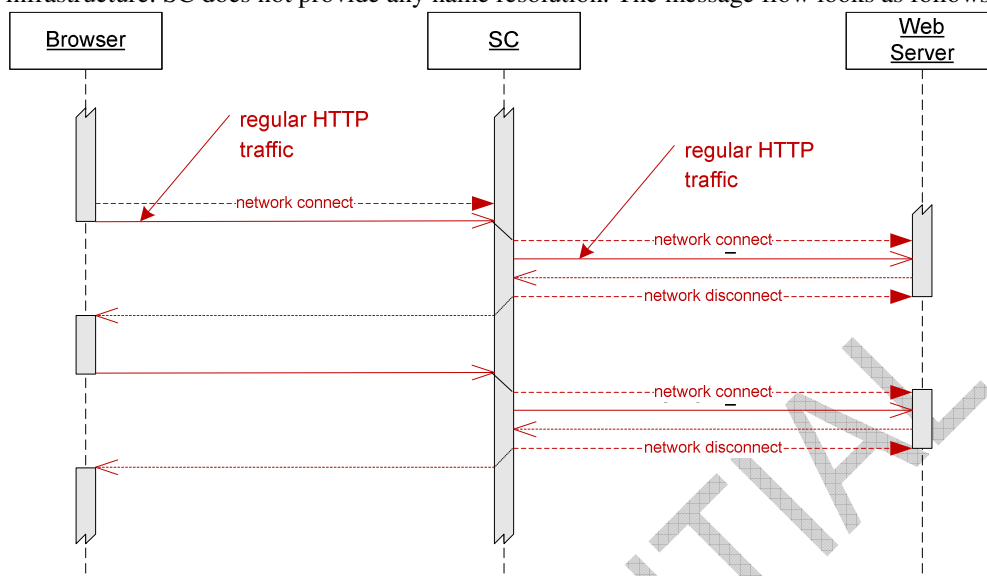 infrastructure. SC does not provide any name resolution. The message flow looks as follows
Browser
SC
Web
Server
regular HTTP
traffic
regular HTTP
traffic
network connect
network connect
network disconnect
network connect
network disconnect
NTIAL